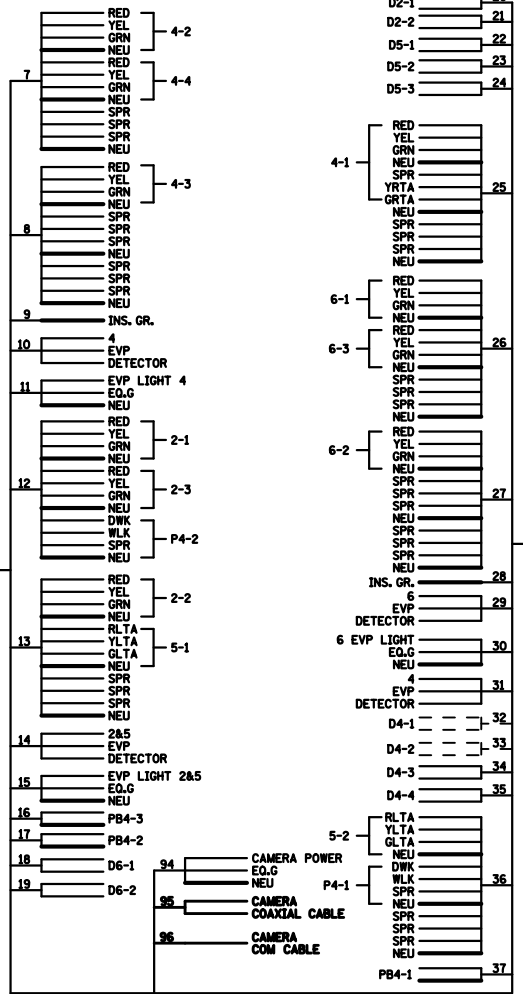 RED
YEL 4-2
GRN
NEU
RED
7 YEL 4-4
GRN
NEU
SPR
SPR
SPR
NEU
RED
YEL 4-3
GRN
NEU
SPR
8 SPR
SPR
NEU
SPR
SPR
SPR
NEU
9 INS. GR.
4
10 EVP
DETECTOR
EVP LIGHT 4
11 EQ.G
NEU
RED
YEL 2-1
GRN
NEU
RED
12 YEL 2-3
GRN
NEU
DWK
WLK P4-2
SPR
NEU
RED
YEL 2-2
GRN
NEU
RLTA
13 YLTA 5-1
GLTA
NEU
SPR
SPR
SPR
NEU
2&5
14 EVP
DETECTOR
EVP LIGHT 2&5
15 EQ.G
NEU
16 PB4-3
17 PB4-2
18 D6-1
19 D6-2
94 CAMERA POWER
EQ.G
NEU
95 CAMERA
COAXIAL CABLE
96 CAMERA
COM CABLE
D2-1
D2-2 21
D5-1 22
D5-2 23
D5-3 24
RED
YEL
GRN
4-1 NEU
SPR
YRTA 25
GRTA
NEU
SPR
SPR
SPR
NEU
RED
6-1 YEL
GRN
NEU
RED
6-3 YEL 26
GRN
NEU
SPR
SPR
SPR
NEU
RED
6-2 YEL
GRN
NEU
SPR
SPR 27
SPR
NEU
SPR
SPR
SPR
NEU
INS. GR. 28
6
EVP 29
DETECTOR
6 EVP LIGHT
EQ.G 30
NEU
4
EVP 31
DETECTOR
D4-1 32
D4-2 33
D4-3 34
D4-4 35
RLTA
5-2 YLTA
GLTA
NEU
DWK
P4-1 WLK 36
SPR
NEU
SPR
SPR
SPR
NEU
PB4-1 37